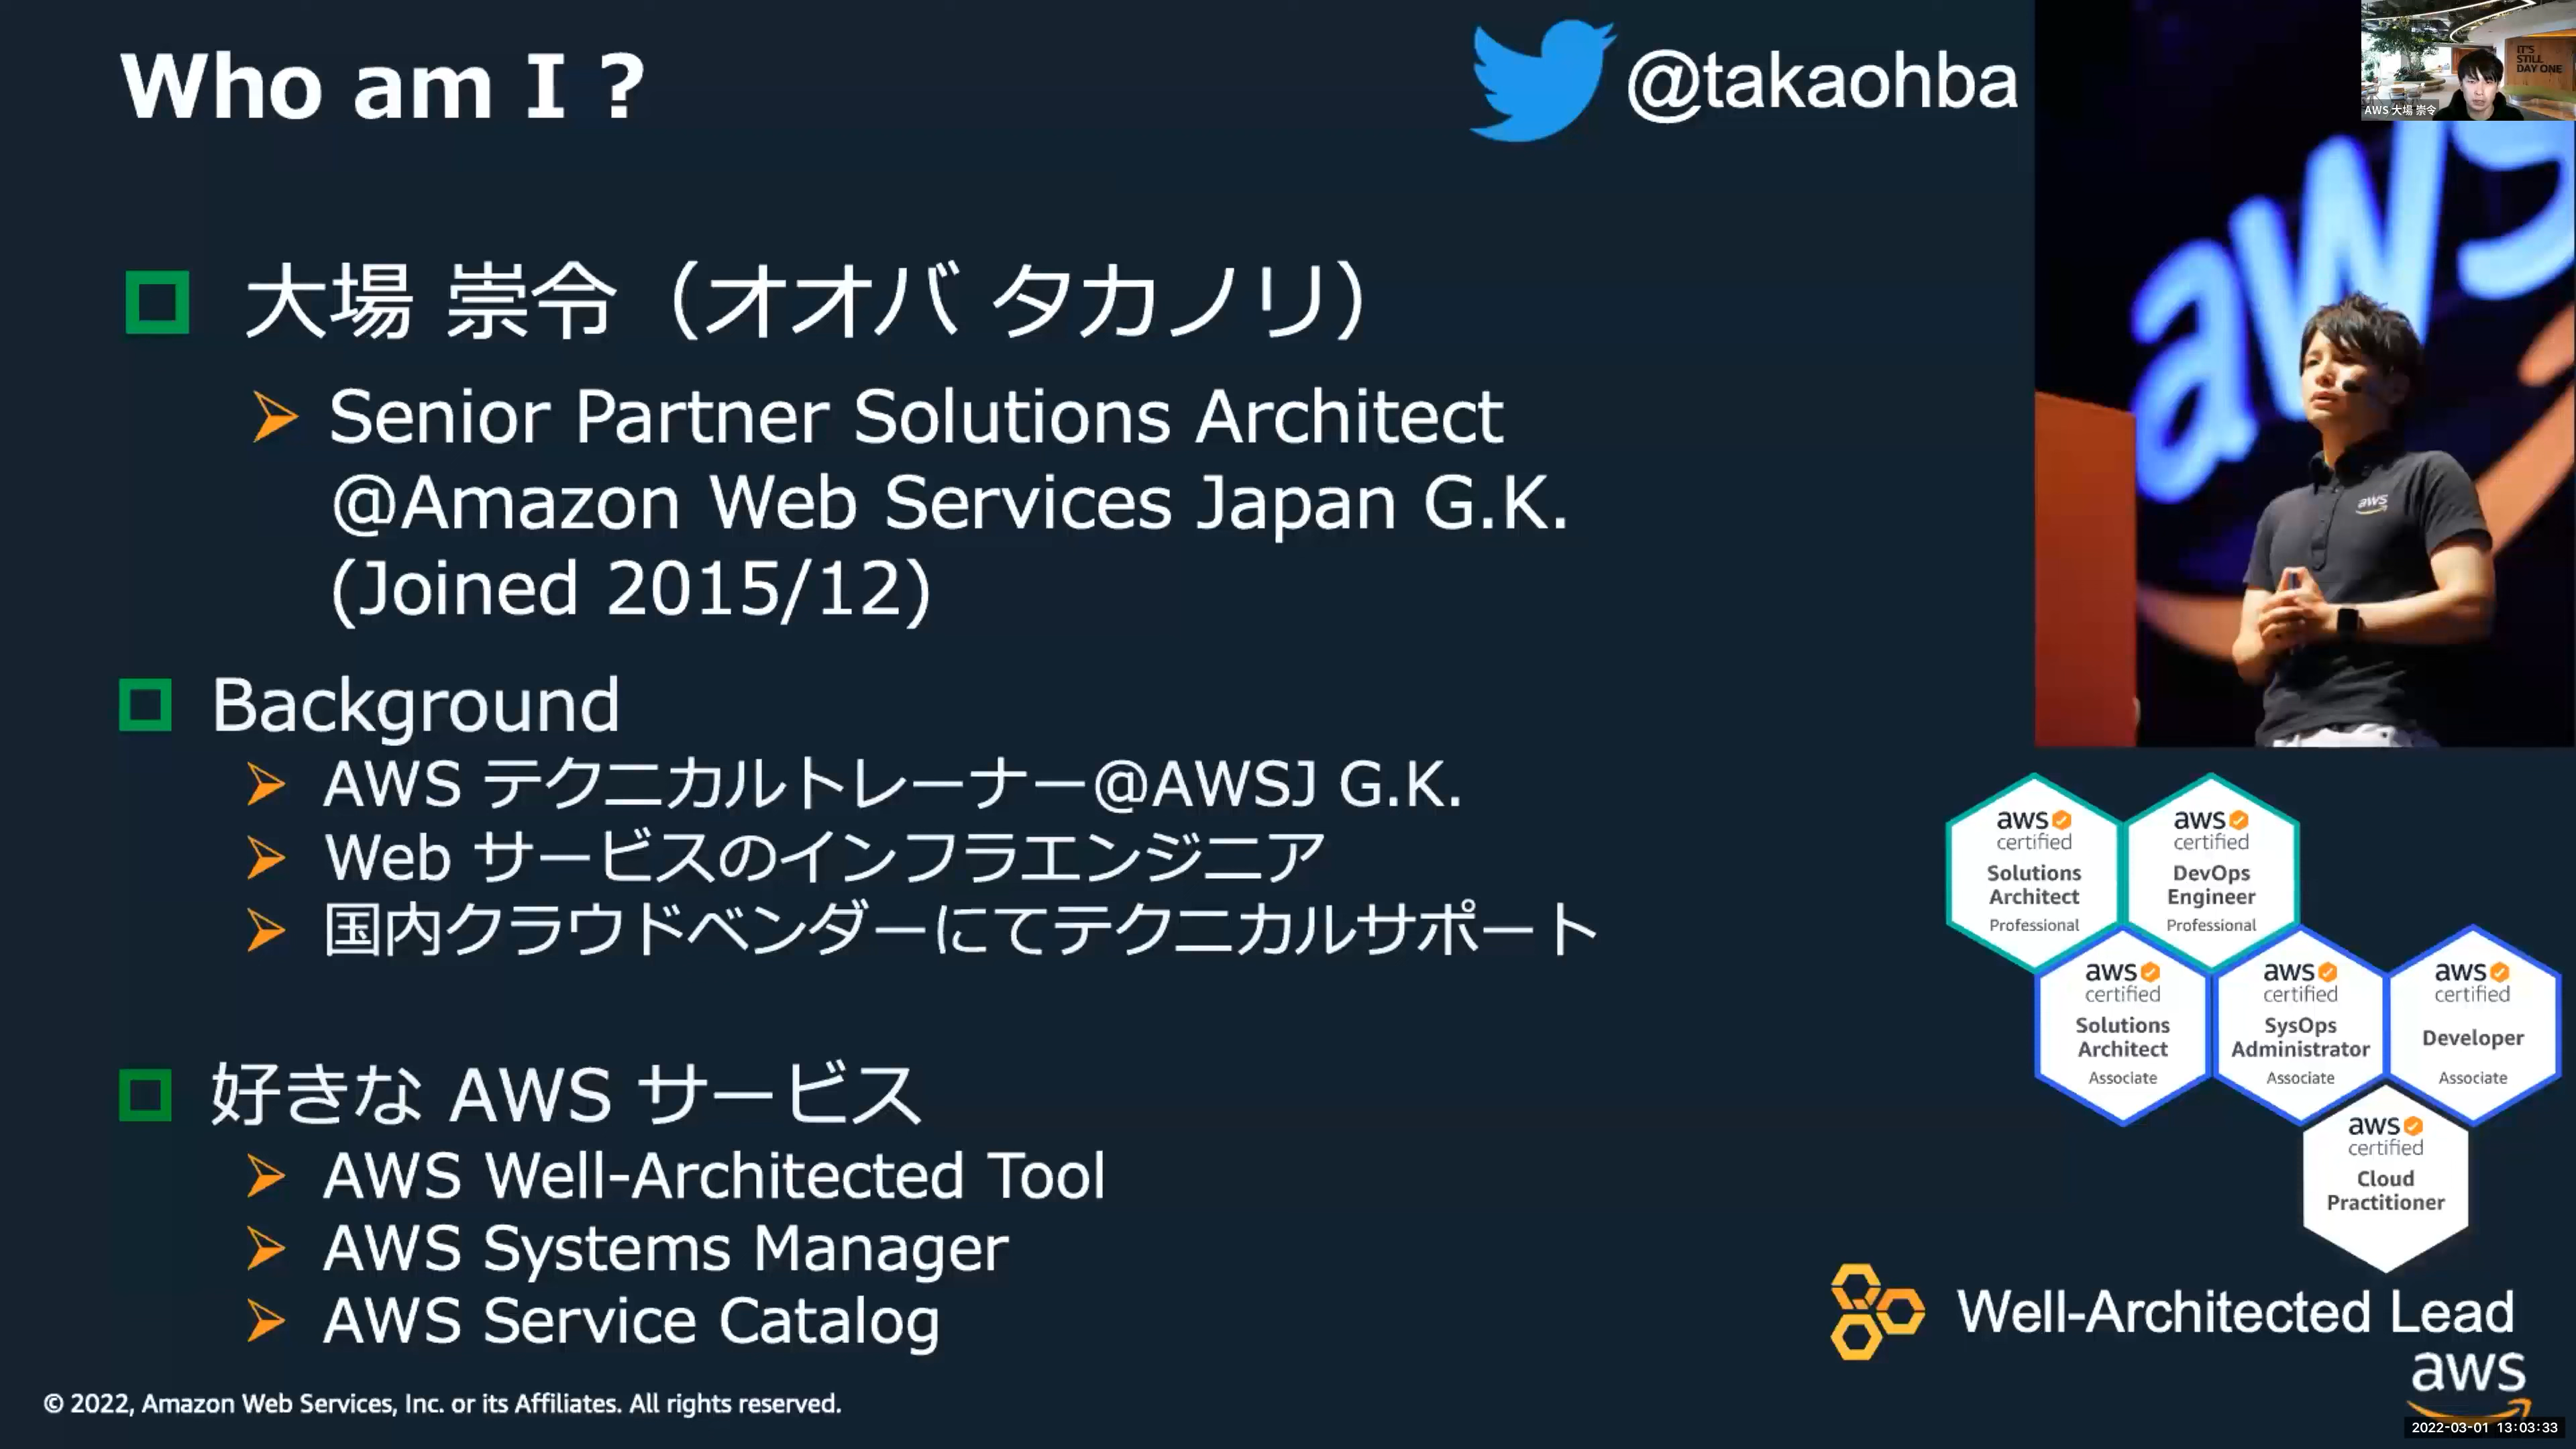 Who am I ?
@takaohba
IT'S
STILL
DAY ONE
AWS 大場 崇令
大場 崇令（オオバ タカノリ）
Senior Partner Solutions Architect
@Amazon Web Services Japan G.K.
(Joined 2015/12)
aws
aws
Background
AWS テクニカルトレーナー@AWSJ G.K.
Web サービスのインフラエンジニア
国内クラウドベンダーにてテクニカルサポート
好きな AWS サービス
AWS Well-Architected Tool
AWS Systems Manager
AWS Service Catalog
aws
certified
Solutions
Architect
Professional
aws
certified
DevOps
Engineer
Professional
aws
certified
Solutions
Architect
Associate
aws
certified
SysOps
Administrator
Associate
aws
certified
Developer
Associate
aws
certified
Cloud
Practitioner
Well-Architected Lead
aws
© 2022, Amazon Web Services, Inc. or its Affiliates. All rights reserved.
2022-03-01 13:03:33